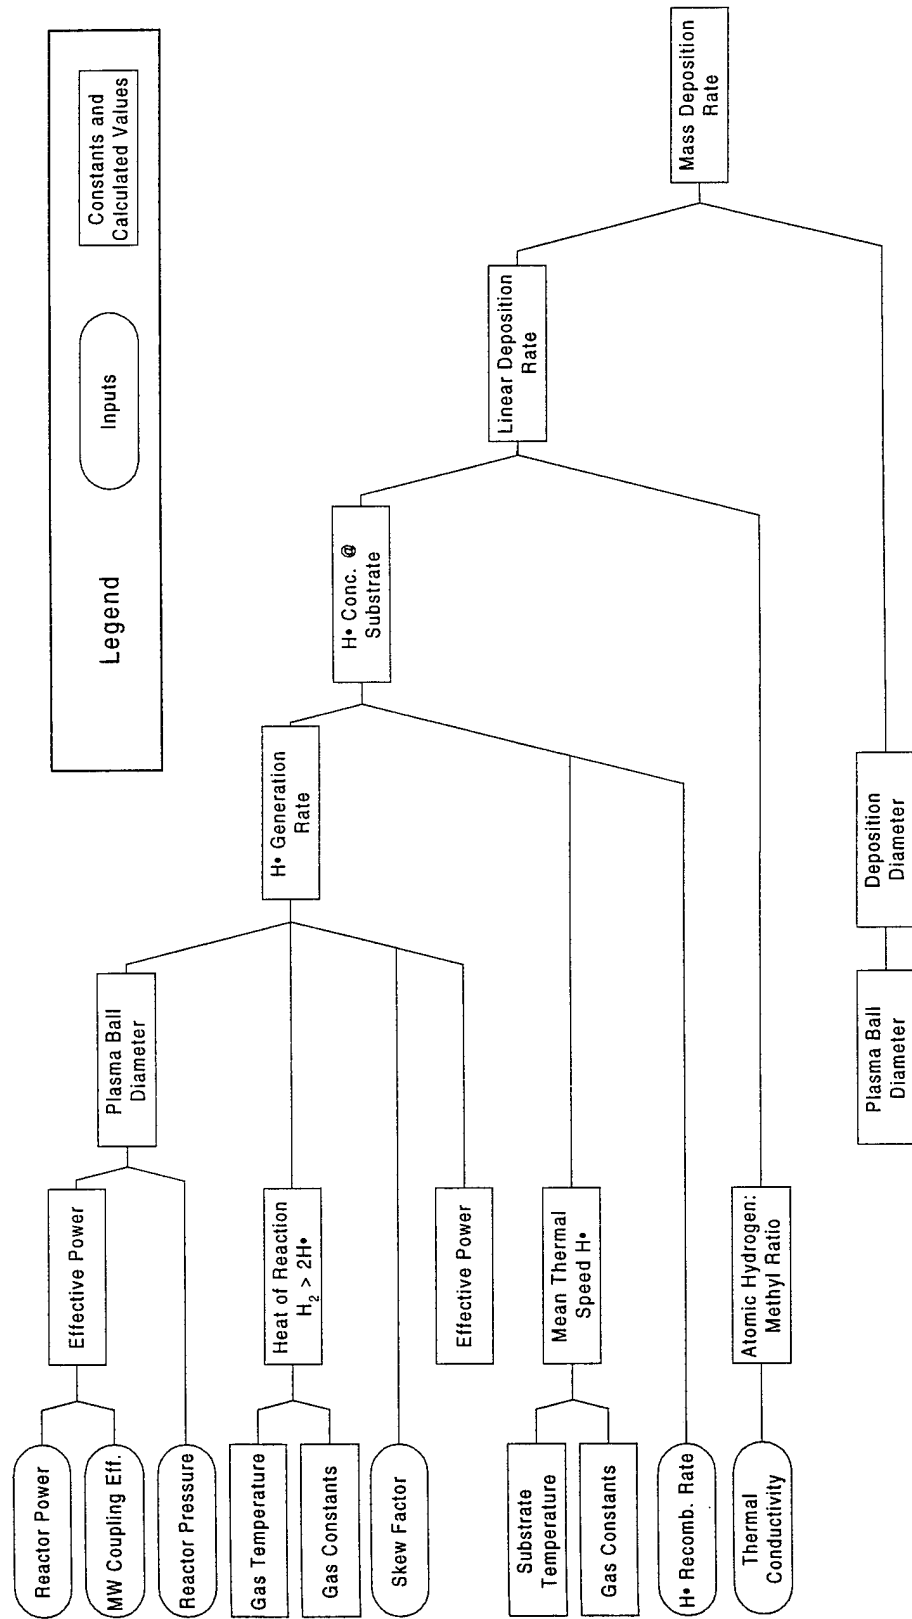 Legend
Inputs
Constants and
Calculated Values
Reactor Power
MW Coupling Eff.
Reactor Pressure
Gas Temperature
Gas Constants
Skew Factor
Substrate
Temperature
Gas Constants
H• Recomb. Rate
Thermal
Conductivity
Effective Power
Heat of Reaction
H₂ > 2H•
Effective Power
Mean Thermal
Speed H•
Atomic Hydrogen:
Methyl Ratio
Plasma Ball
Diameter
Plasma Ball
Diameter
H• Generation
Rate
Deposition
Diameter
H• Conc. @
Substrate
Linear Deposition
Rate
Mass Deposition
Rate